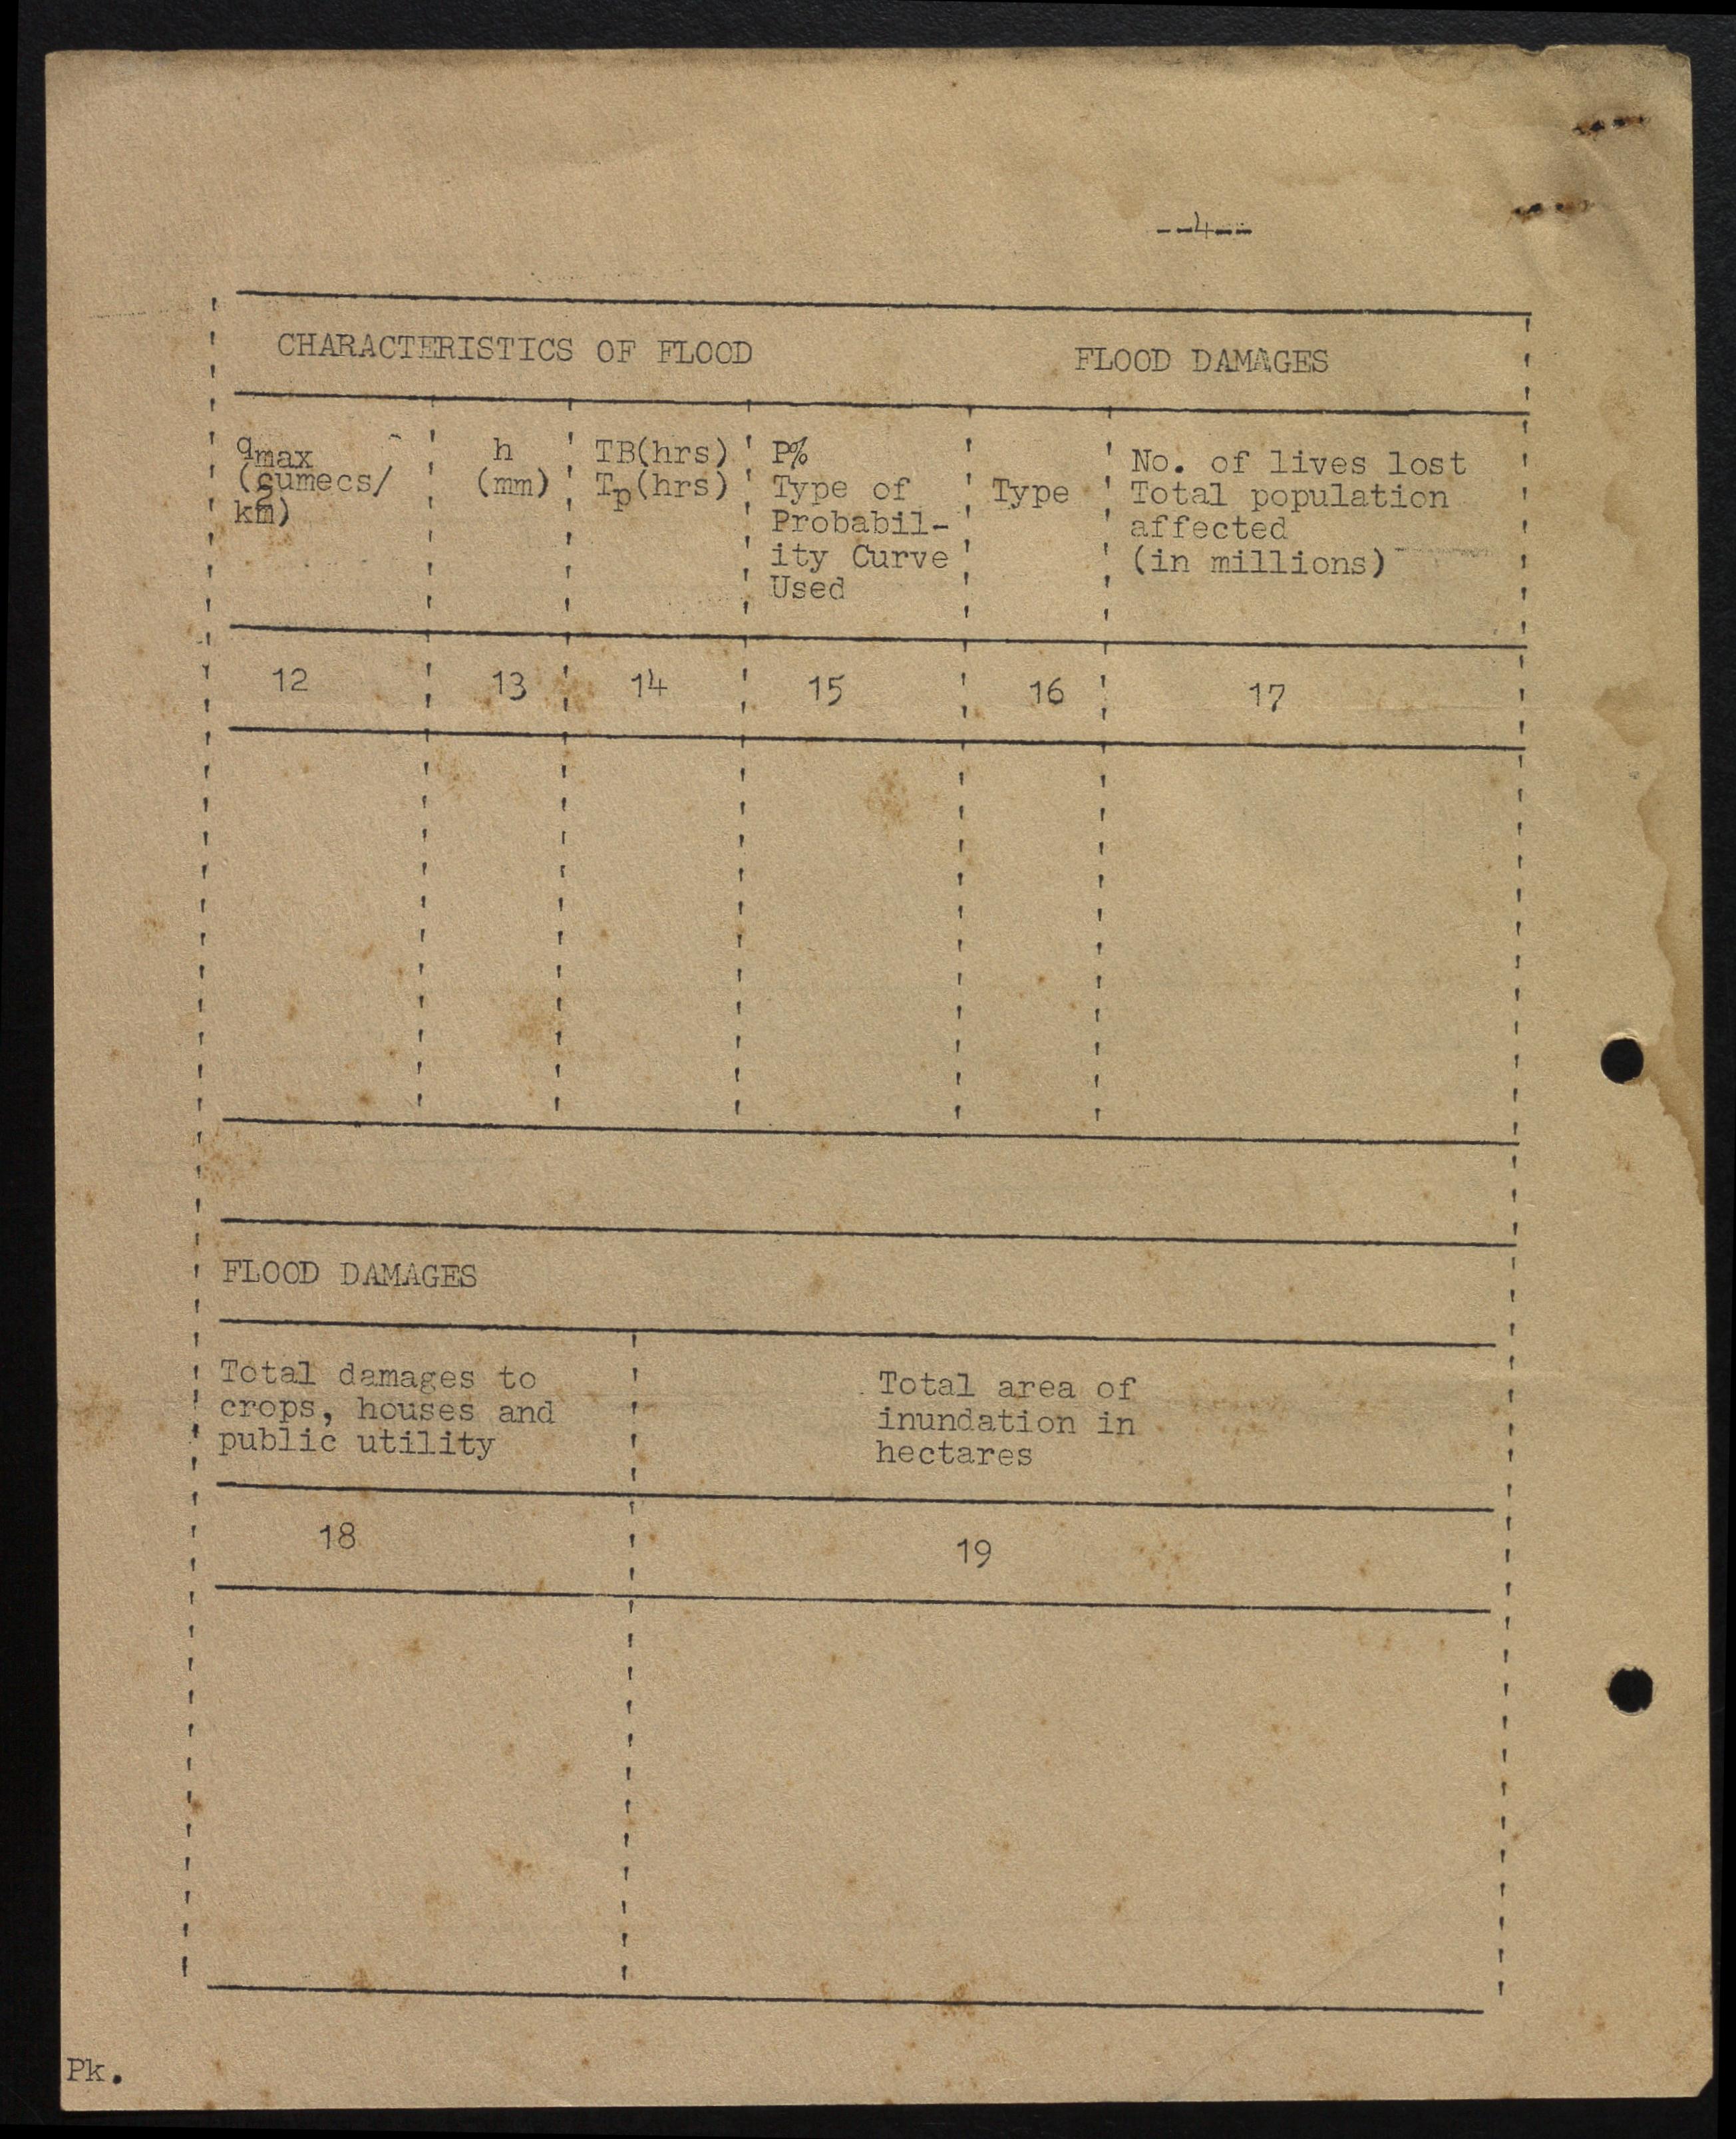 --4--
CHARACTERISTICS OF FLOOD FLOOD DAMAGES
qmax h TB(hrs) P% Type No. of lives lost
(cumecs/ (mm) Tp(hrs) Type of Total population
km2) Probabil- affected
ity Curve (in millions)
Used
12 13 14 15 16 17
FLOOD DAMAGES
Total damages to Total area of
crops, houses and inundation in
public utility hectares
18 19
Pk.